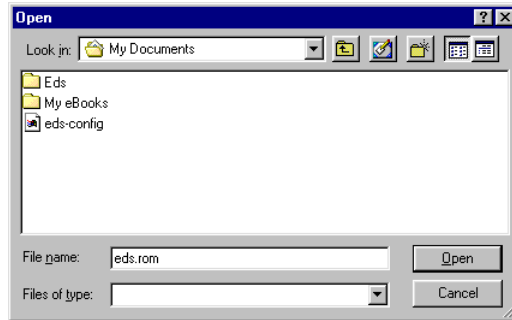 Open
Look in: My Documents
Eds
My eBooks
eds-config
File name: eds.rom Open
Files of type: Cancel